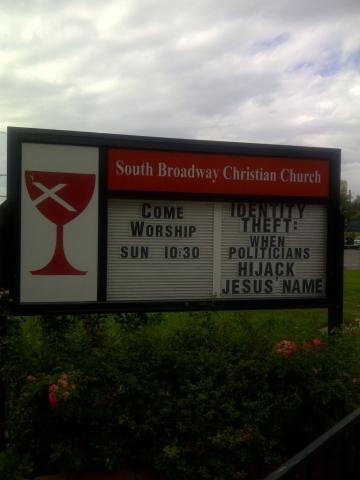 South Broadway Christian Church
COME
WORSHIP
SUN 10:30
IDENTITY
THEFT:
WHEN
POLITICIANS
HIJACK
JESUS' NAME